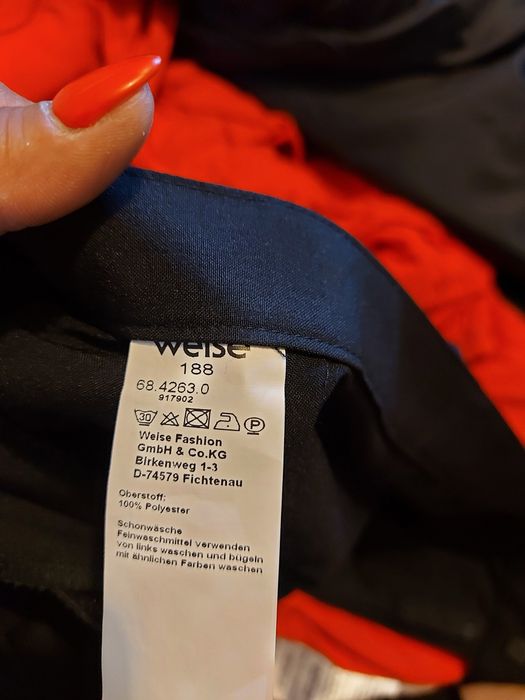 weise
188
68.4263.0
917902
30 P
Weise Fashion
GmbH & Co.KG
Birkenweg 1-3
D-74579 Fichtenau
Oberstoff:
100% Polyester
Schonwäsche
Feinwaschmittel verwenden
von links waschen und bügeln
mit ähnlichen Farben waschen